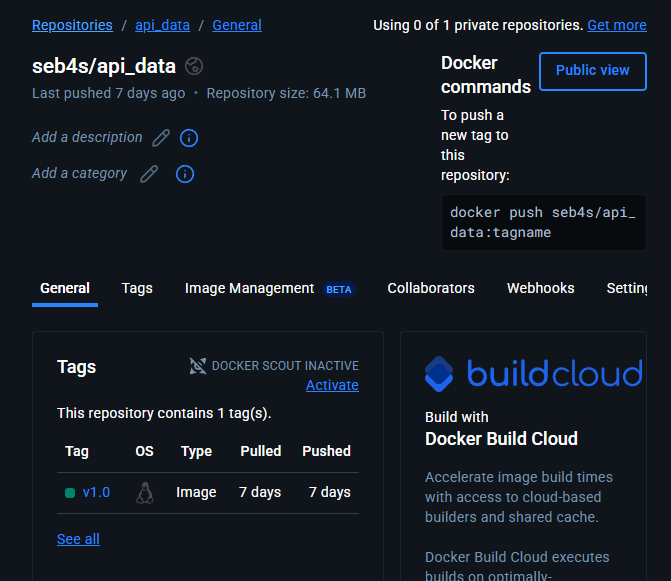 Repositories / api_data / General
Using 0 of 1 private repositories. Get more
seb4s/api_data
Last pushed 7 days ago • Repository size: 64.1 MB
Add a description
Add a category
Docker
commands
Public view
To push a
new tag to
this
repository:
docker push seb4s/api_
data:tagname
General Tags Image Management BETA Collaborators Webhooks
Tags
DOCKER SCOUT INACTIVE
Activate
This repository contains 1 tag(s).
Tag OS Type Pulled Pushed
v1.0 Image 7 days 7 days
See all
buildcloud
Build with
Docker Build Cloud
Accelerate image build times
with access to cloud-based
builders and shared cache.
Docker Build Cloud executes
builds on optimally-